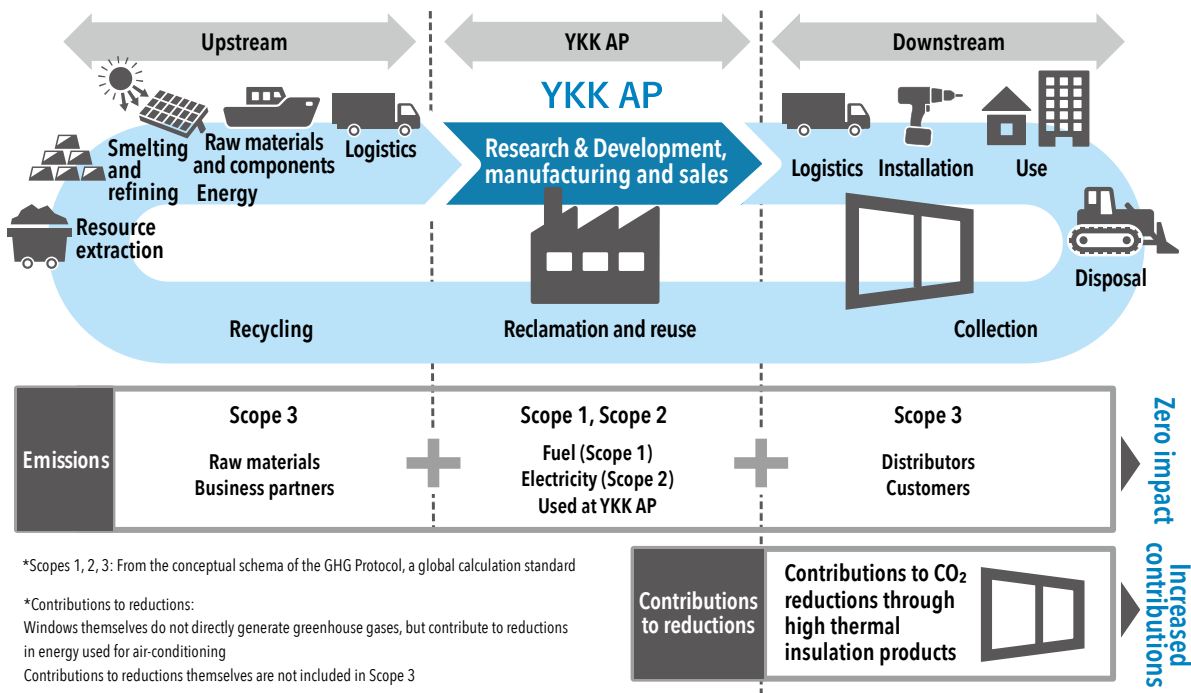 Upstream
YKK AP
Downstream
YKK AP
Smelting
and
refining
Raw materials
and components
Energy
Logistics
Research & Development,
manufacturing and sales
Logistics
Installation
Use
Resource
extraction
Disposal
Recycling
Reclamation and reuse
Collection
Emissions
Scope 3
Raw materials
Business partners
Scope 1, Scope 2
Fuel (Scope 1)
Electricity (Scope 2)
Used at YKK AP
Scope 3
Distributors
Customers
Zero impact
*Scopes 1, 2, 3: From the conceptual schema of the GHG Protocol, a global calculation standard
*Contributions to reductions:
Windows themselves do not directly generate greenhouse gases, but contribute to reductions
in energy used for air-conditioning
Contributions to reductions themselves are not included in Scope 3
Contributions
to reductions
Contributions to CO₂
reductions through
high thermal
insulation products
Increased
contributions